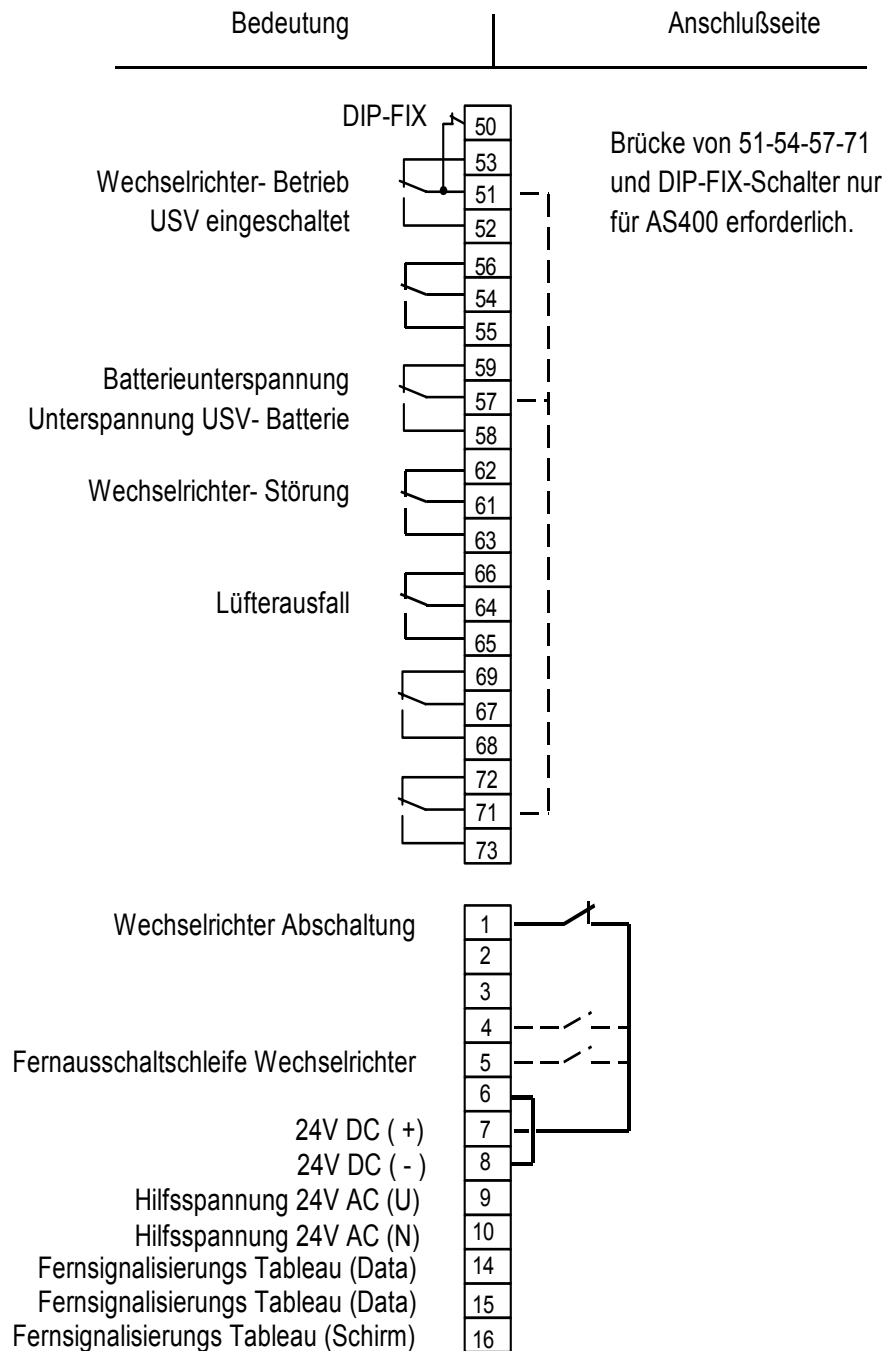 Bedeutung Anschlußseite
DIP-FIX 50
Brücke von 51-54-57-71
und DIP-FIX-Schalter nur
für AS400 erforderlich.
53
Wechselrichter- Betrieb 51
USV eingeschaltet 52
56
54
55
59
Batterieunterspannung 57
Unterspannung USV- Batterie 58
62
Wechselrichter- Störung 61
63
66
Lüfterausfall 64
65
69
67
68
72
71
73
Wechselrichter Abschaltung 1
2
3
4
Fernausschaltschleife Wechselrichter 5
6
24V DC ( +) 7
24V DC ( - ) 8
Hilfsspannung 24V AC (U) 9
Hilfsspannung 24V AC (N) 10
Fernsignalisierungs Tableau (Data) 14
Fernsignalisierungs Tableau (Data) 15
Fernsignalisierungs Tableau (Schirm) 16